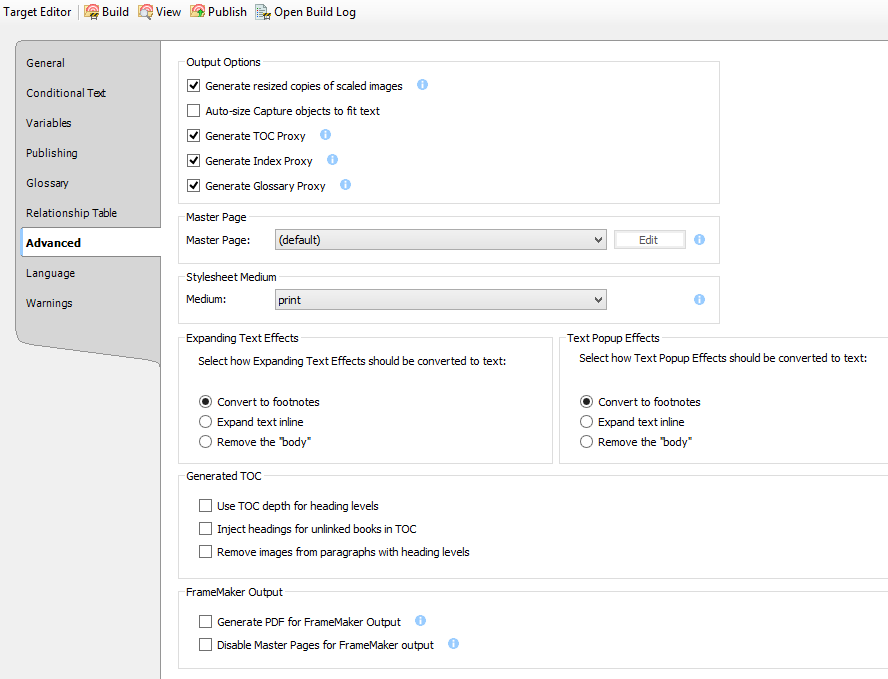 Target Editor Build View Publish Open Build Log
General
Conditional Text
Variables
Publishing
Glossary
Relationship Table
Advanced
Language
Warnings
Output Options
Generate resized copies of scaled images
Auto-size Capture objects to fit text
Generate TOC Proxy
Generate Index Proxy
Generate Glossary Proxy
Master Page
Master Page: (default) Edit
Stylesheet Medium
Medium: print
Expanding Text Effects
Select how Expanding Text Effects should be converted to text:
Convert to footnotes
Expand text inline
Remove the "body"
Text Popup Effects
Select how Text Popup Effects should be converted to text:
Convert to footnotes
Expand text inline
Remove the "body"
Generated TOC
Use TOC depth for heading levels
Inject headings for unlinked books in TOC
Remove images from paragraphs with heading levels
FrameMaker Output
Generate PDF for FrameMaker Output
Disable Master Pages for FrameMaker output